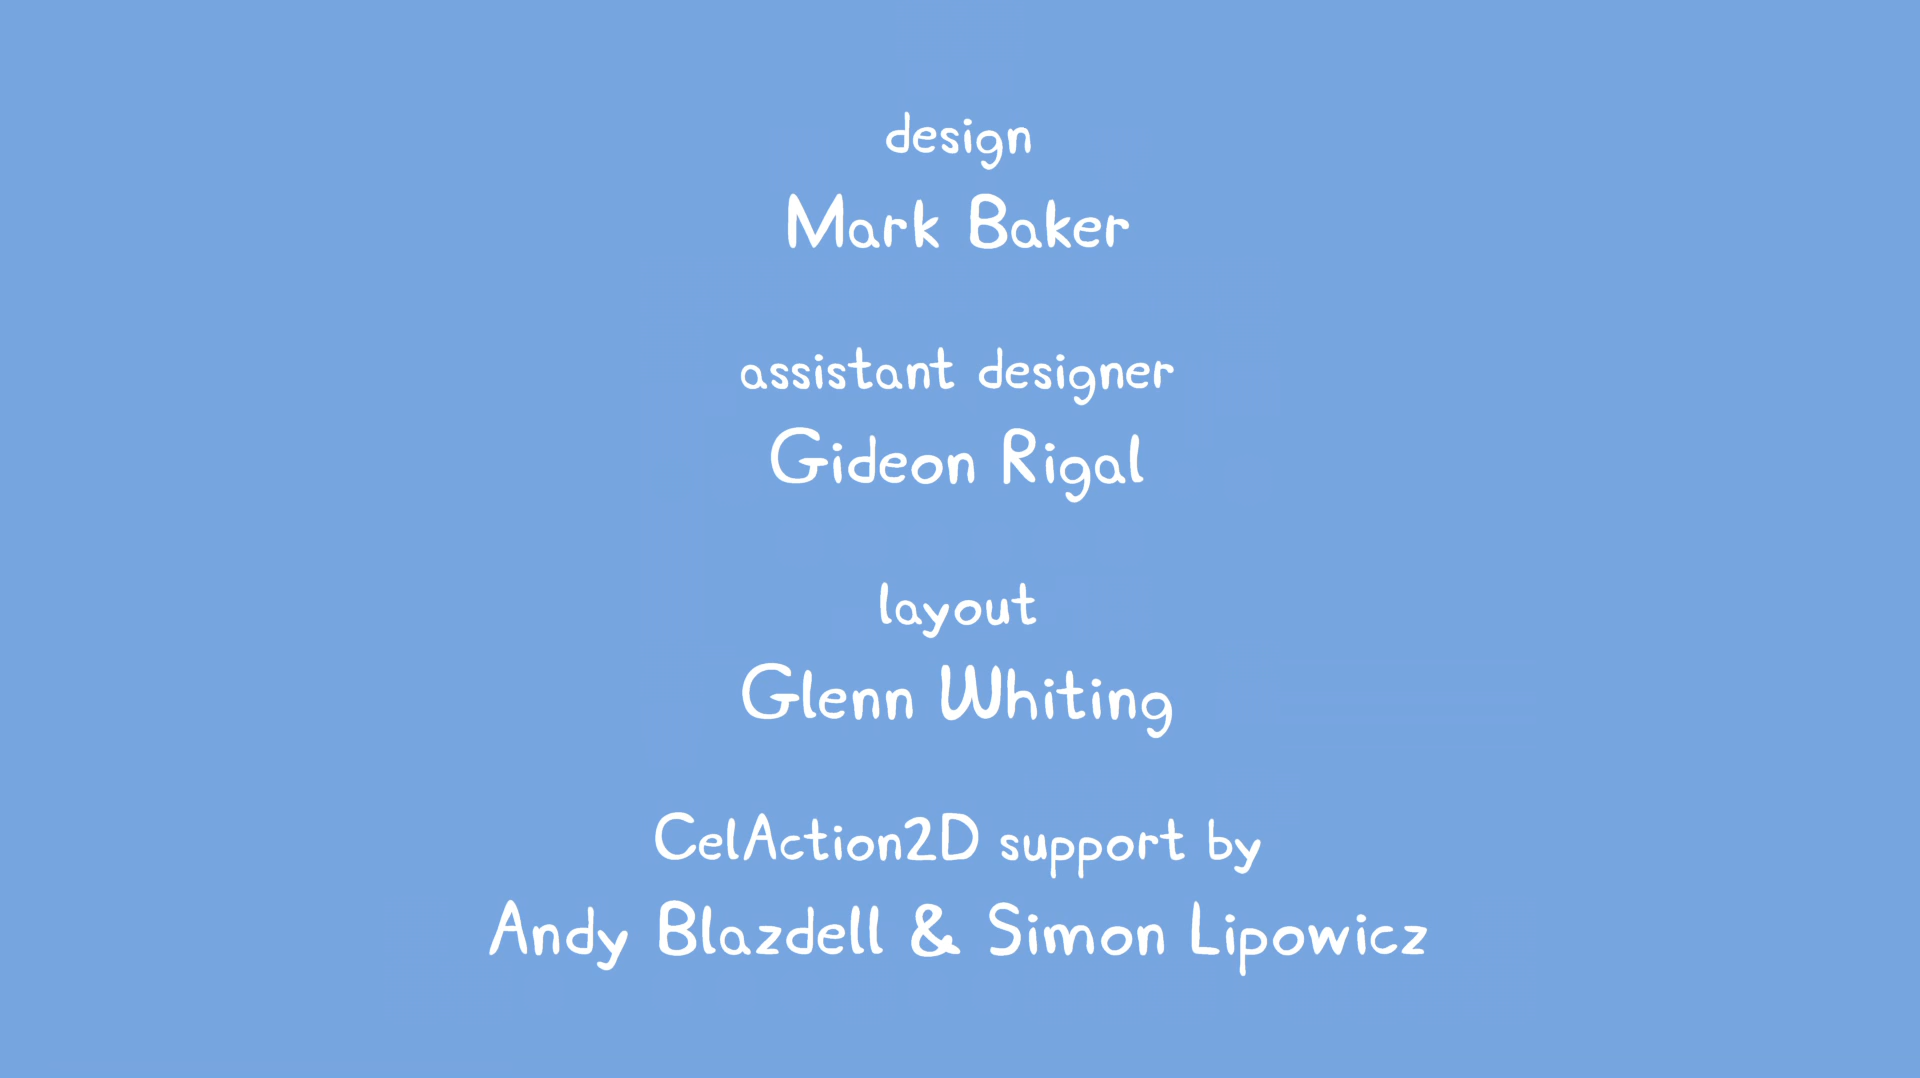 design
Mark Baker
assistant designer
Gideon Rigal
layout
Glenn Whiting
CelAction2D support by
Andy Blazdell & Simon Lipowicz